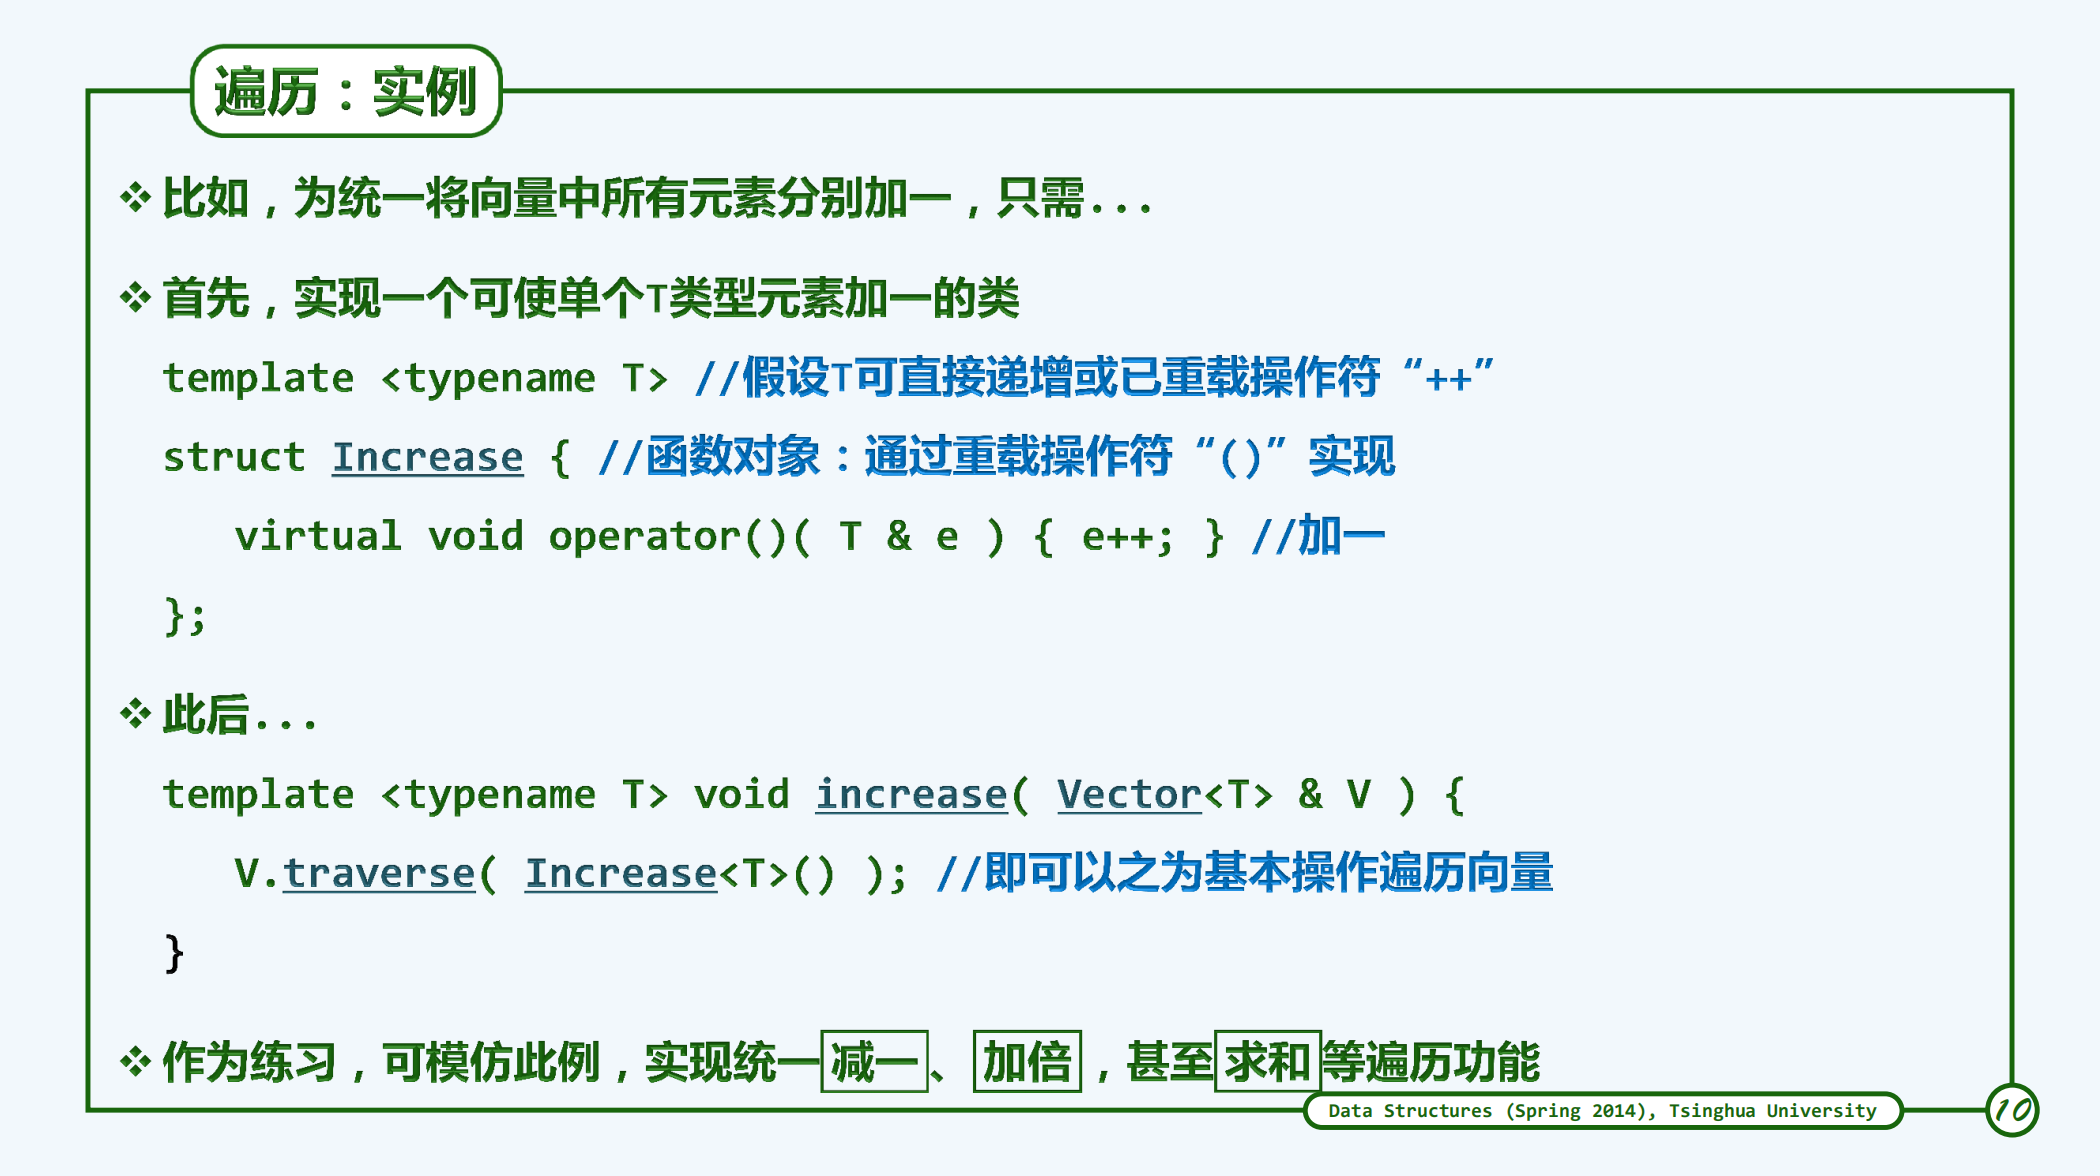 遍历：实例
❖ 比如，为统一将向量中所有元素分别加一，只需...
❖ 首先，实现一个可使单个T类型元素加一的类
template <typename T> //假设T可直接递增或已重载操作符“++”
struct Increase { //函数对象：通过重载操作符“()”实现
virtual void operator()( T & e ) { e++; } //加一
};
❖ 此后...
template <typename T> void increase( Vector<T> & V ) {
V.traverse( Increase<T>() ); //即可以之为基本操作遍历向量
}
❖ 作为练习，可模仿此例，实现统一减一、加倍，甚至求和等遍历功能
Data Structures (Spring 2014), Tsinghua University
10